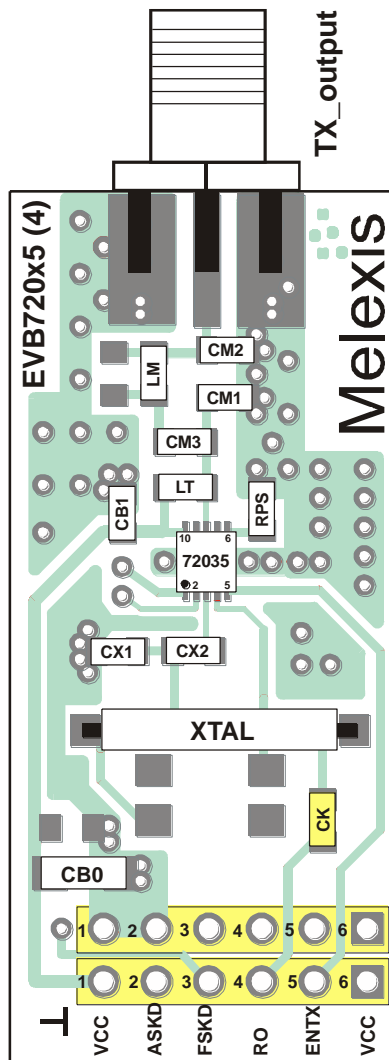 TX_output
EVB720x5 (4)
Melexis
CM2
LM
CM1
CM3
LT
CB1
RPS
10 6
72035
2 5
CX1 CX2
XTAL
CK
CB0
1 2 3 4 5 6
1 2 3 4 5 6
VCC ASKD FSKD RO ENTX VCC